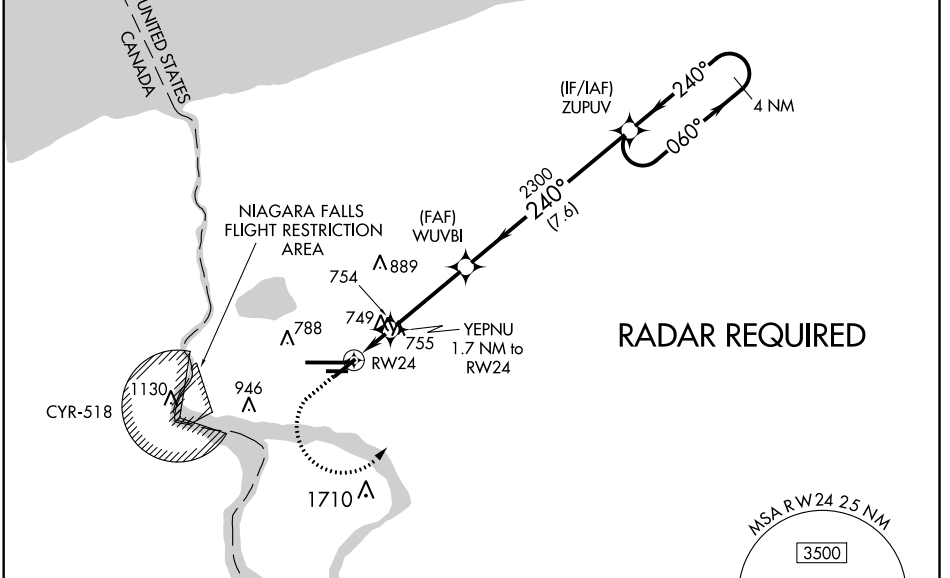 UNITED STATES
CANADA
(IF/IAF)
ZUPUV
240°
060°
4 NM
2300
240°
(7.6)
NIAGARA FALLS
FLIGHT RESTRICTION
AREA
(FAF)
WUVBI
889
754
749
755
788
YEPNU
1.7 NM to
RW24
RW24
RADAR REQUIRED
1130
946
CYR-518
1710
MSA RW24 25 NM
3500